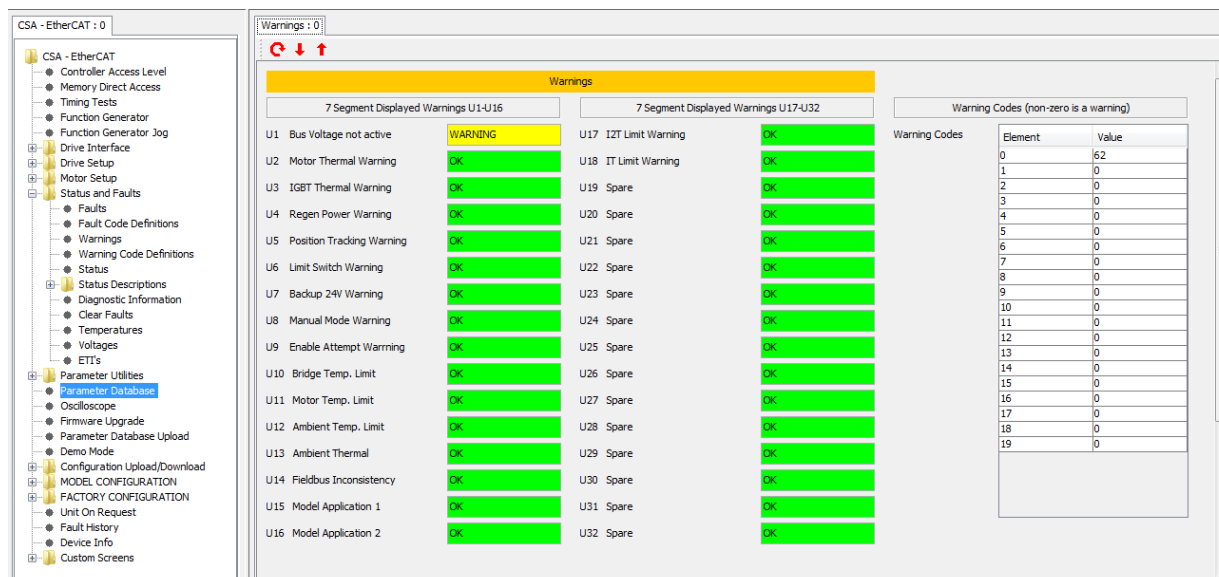 CSA - EtherCAT : 0
CSA - EtherCAT
Controller Access Level
Memory Direct Access
Timing Tests
Function Generator
Function Generator Jog
Drive Interface
Drive Setup
Motor Setup
Status and Faults
Faults
Fault Code Definitions
Warnings
Warning Code Definitions
Status
Status Descriptions
Diagnostic Information
Clear Faults
Temperatures
Voltages
ETI's
Parameter Utilities
Parameter Database
Oscilloscope
Firmware Upgrade
Parameter Database Upload
Demo Mode
Configuration Upload/Download
MODEL CONFIGURATION
FACTORY CONFIGURATION
Unit On Request
Fault History
Device Info
Custom Screens
Warnings : 0
Warnings
7 Segment Displayed Warnings U1-U16
U1 Bus Voltage not active WARNING
U2 Motor Thermal Warning OK
U3 IGBT Thermal Warning OK
U4 Regen Power Warning OK
U5 Position Tracking Warning OK
U6 Limit Switch Warning OK
U7 Backup 24V Warning OK
U8 Manual Mode Warning OK
U9 Enable Attempt Warrning OK
U10 Bridge Temp. Limit OK
U11 Motor Temp. Limit OK
U12 Ambient Temp. Limit OK
U13 Ambient Thermal OK
U14 Fieldbus Inconsistency OK
U15 Model Application 1 OK
U16 Model Application 2 OK
7 Segment Displayed Warnings U17-U32
U17 I2T Limit Warning OK
U18 IT Limit Warning OK
U19 Spare OK
U20 Spare OK
U21 Spare OK
U22 Spare OK
U23 Spare OK
U24 Spare OK
U25 Spare OK
U26 Spare OK
U27 Spare OK
U28 Spare OK
U29 Spare OK
U30 Spare OK
U31 Spare OK
U32 Spare OK
Warning Codes (non-zero is a warning)
Warning Codes
Element Value
0 62
1 0
2 0
3 0
4 0
5 0
6 0
7 0
8 0
9 0
10 0
11 0
12 0
13 0
14 0
15 0
16 0
17 0
18 0
19 0